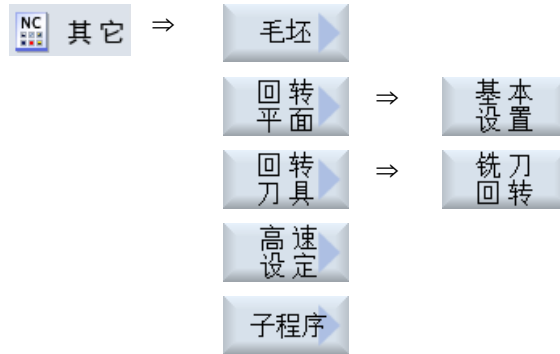 NC 其它 ⇒ 毛坯
回转
平面 ⇒ 基本
设置
回转
刀具 ⇒ 铣刀
回转
高速
设定
子程序